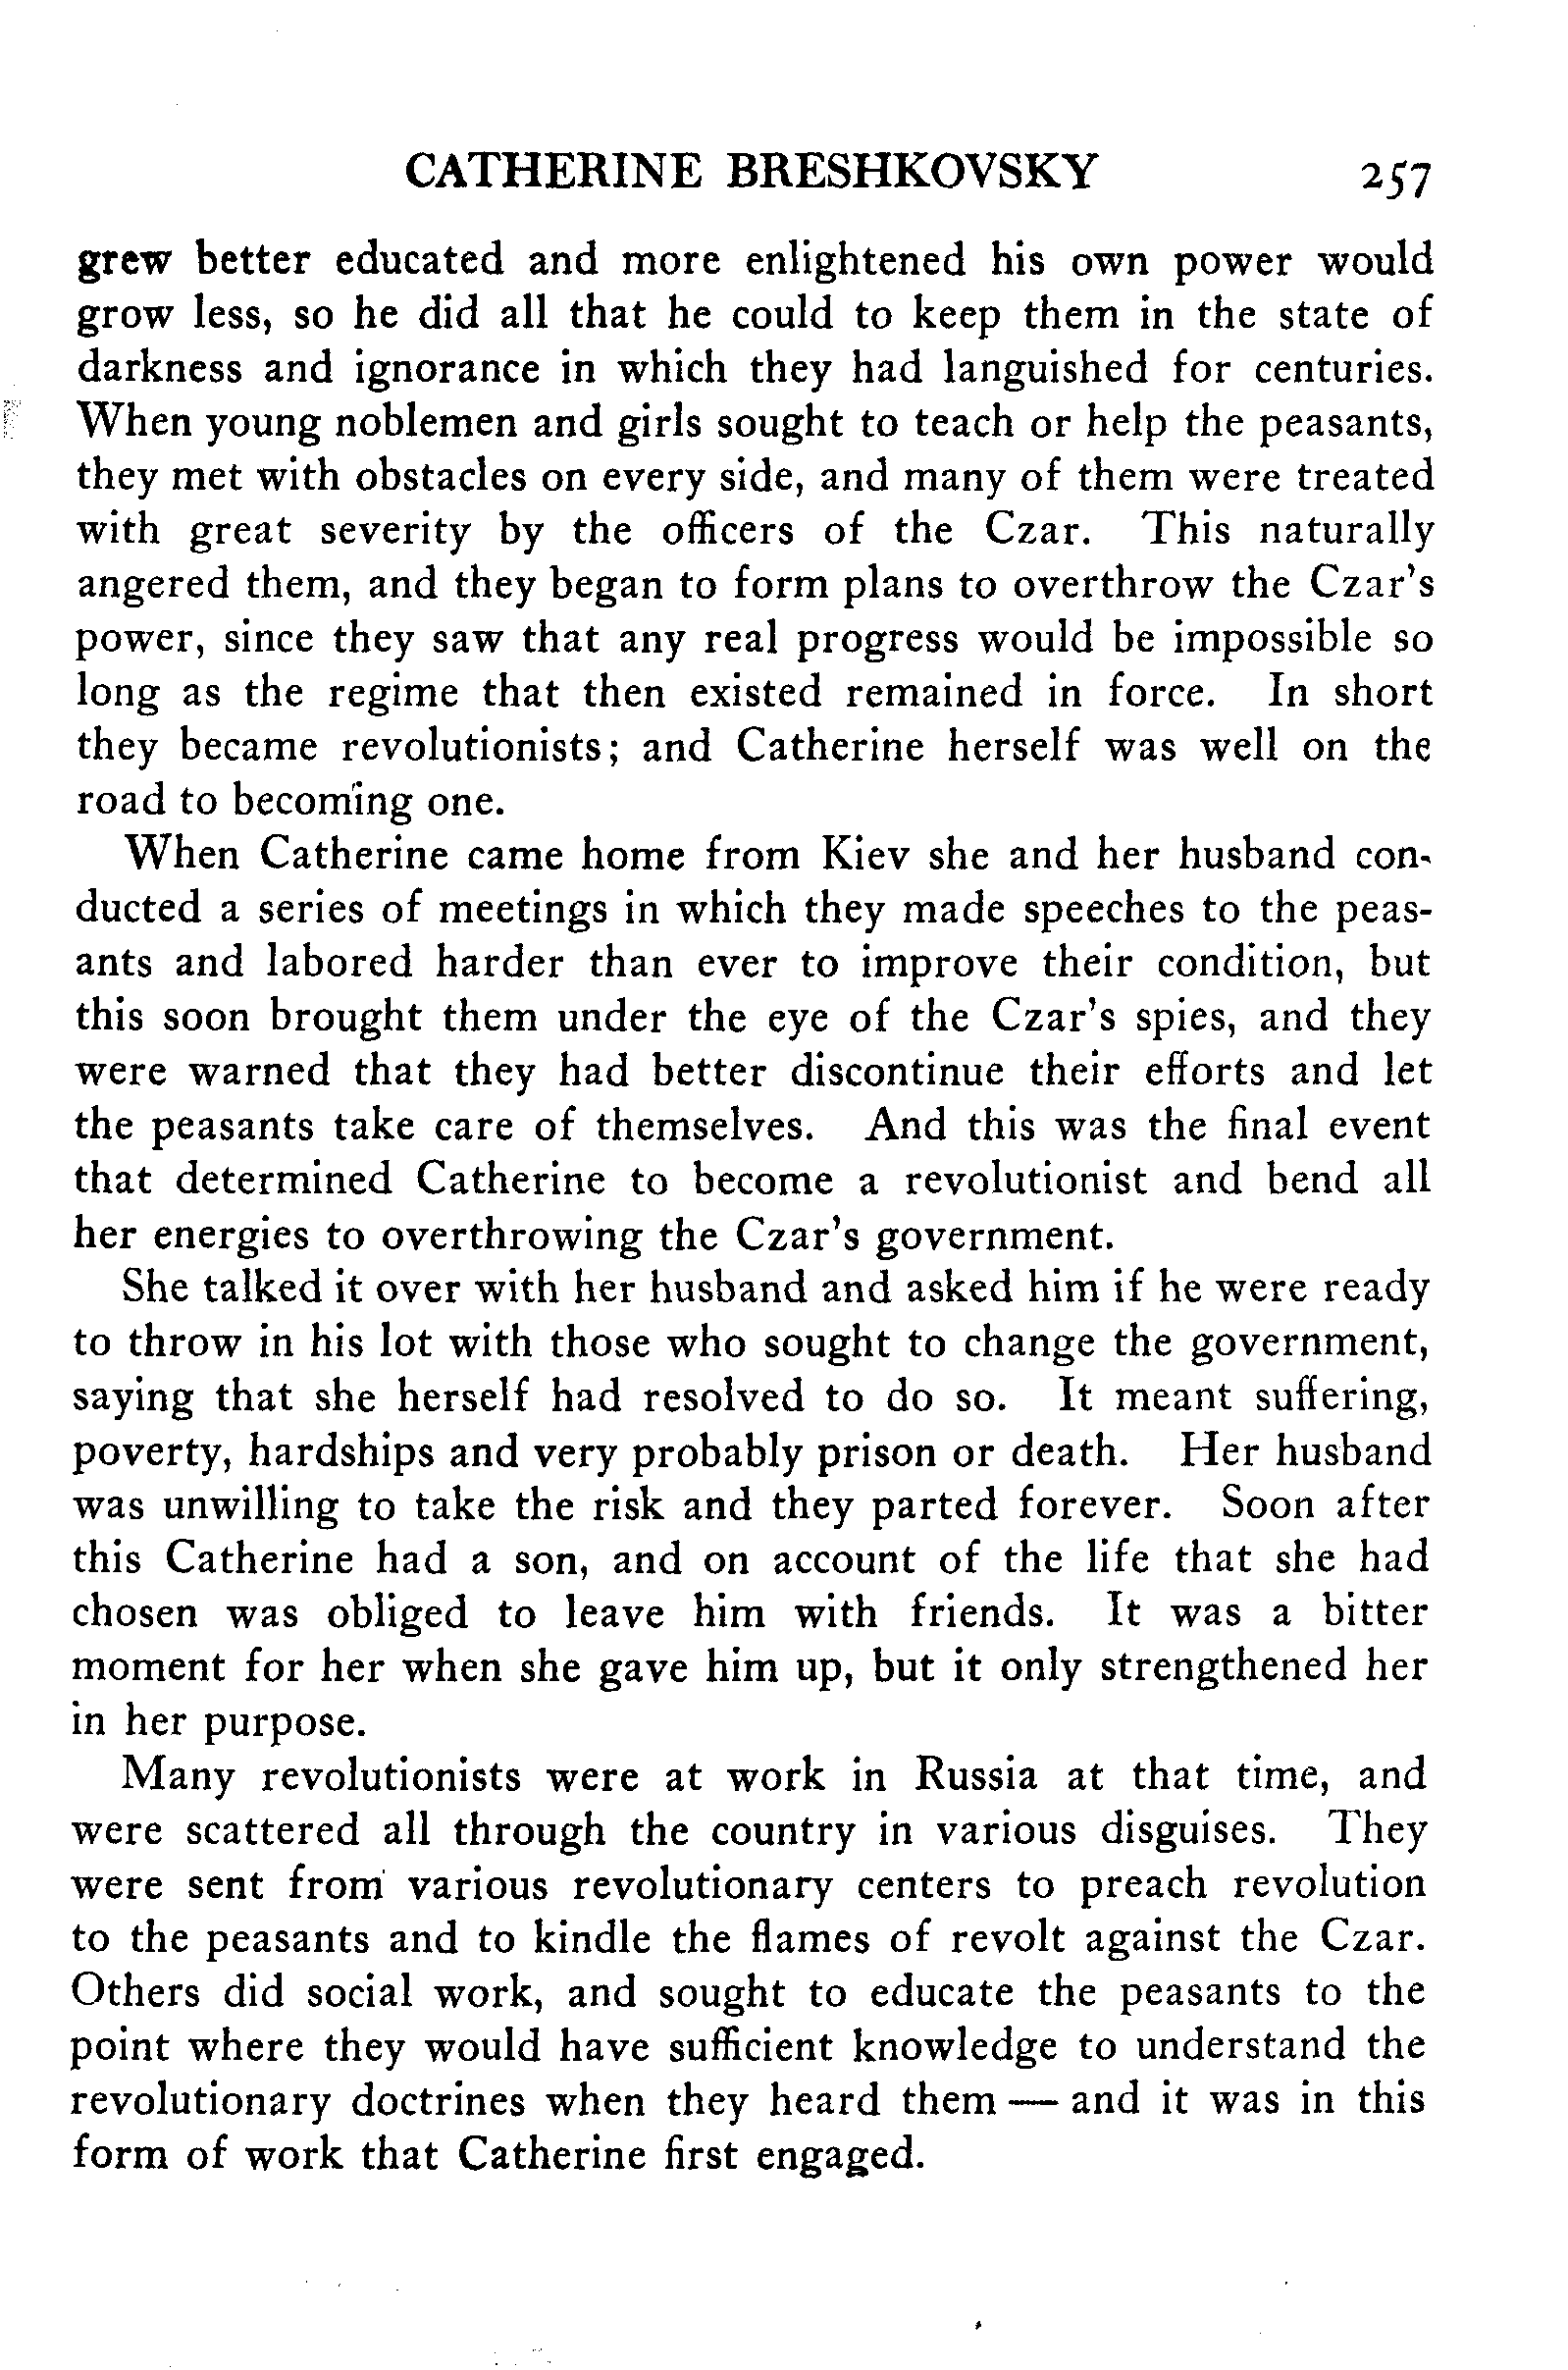 CATHERINE BRESHKOVSKY 257
grew better educated and more enlightened his own power would
grow less, so he did all that he could to keep them in the state of
darkness and ignorance in which they had languished for centuries.
When young noblemen and girls sought to teach or help the peasants,
they met with obstacles on every side, and many of them were treated
with great severity by the officers of the Czar. This naturally
angered them, and they began to form plans to overthrow the Czar's
power, since they saw that any real progress would be impossible so
long as the regime that then existed remained in force. In short
they became revolutionists; and Catherine herself was well on the
road to becoming one.
When Catherine came home from Kiev she and her husband con-
ducted a series of meetings in which they made speeches to the peas-
ants and labored harder than ever to improve their condition, but
this soon brought them under the eye of the Czar's spies, and they
were warned that they had better discontinue their efforts and let
the peasants take care of themselves. And this was the final event
that determined Catherine to become a revolutionist and bend all
her energies to overthrowing the Czar's government.
She talked it over with her husband and asked him if he were ready
to throw in his lot with those who sought to change the government,
saying that she herself had resolved to do so. It meant suffering,
poverty, hardships and very probably prison or death. Her husband
was unwilling to take the risk and they parted forever. Soon after
this Catherine had a son, and on account of the life that she had
chosen was obliged to leave him with friends. It was a bitter
moment for her when she gave him up, but it only strengthened her
in her purpose.
Many revolutionists were at work in Russia at that time, and
were scattered all through the country in various disguises. They
were sent from various revolutionary centers to preach revolution
to the peasants and to kindle the flames of revolt against the Czar.
Others did social work, and sought to educate the peasants to the
point where they would have sufficient knowledge to understand the
revolutionary doctrines when they heard them — and it was in this
form of work that Catherine first engaged.